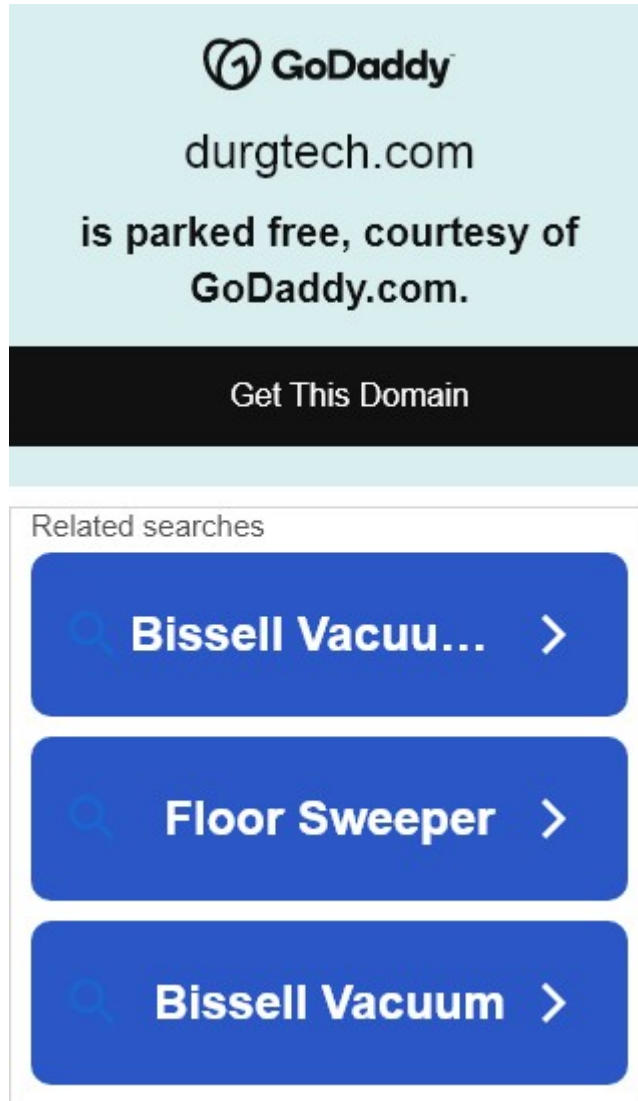 GoDaddy
durgtech.com
is parked free, courtesy of
GoDaddy.com.
Get This Domain
Related searches
Bissell Vacuu...
Floor Sweeper
Bissell Vacuum